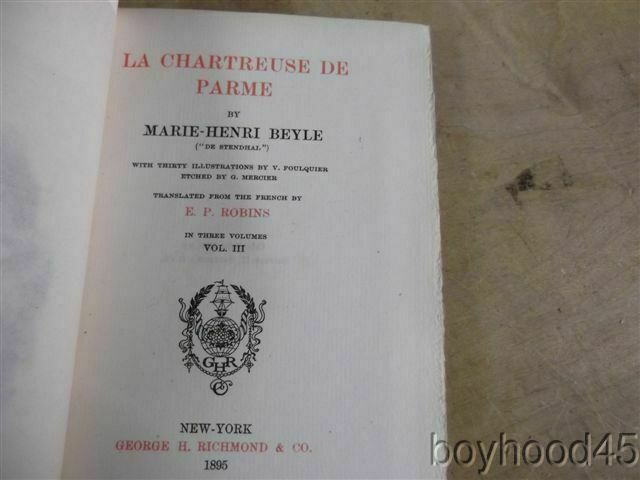 LA CHARTREUSE DE
PARME
BY
MARIE-HENRI BEYLE
("DE STENDHAL")
WITH THIRTY ILLUSTRATIONS BY V. FOULQUIER
ETCHED BY G. MERCIER
TRANSLATED FROM THE FRENCH BY
E. P. ROBINS
IN THREE VOLUMES
VOL. III
GHR
C
NEW-YORK
GEORGE H. RICHMOND & CO.
1895
boyhood45